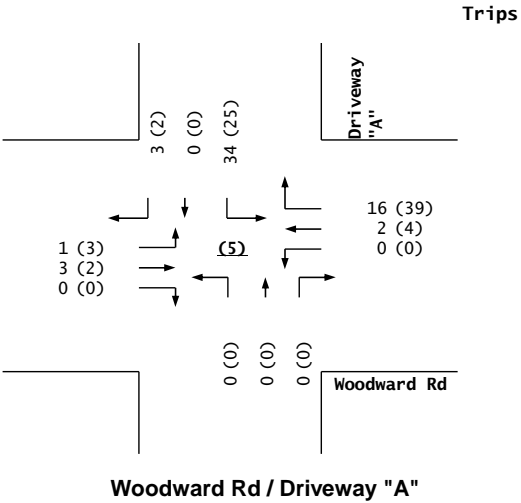 Trips
Driveway
"A"
3 (2)
0 (0)
34 (25)
16 (39)
2 (4)
0 (0)
1 (3)
3 (2)
0 (0)
(5)
0 (0)
0 (0)
0 (0)
Woodward Rd
Woodward Rd / Driveway "A"